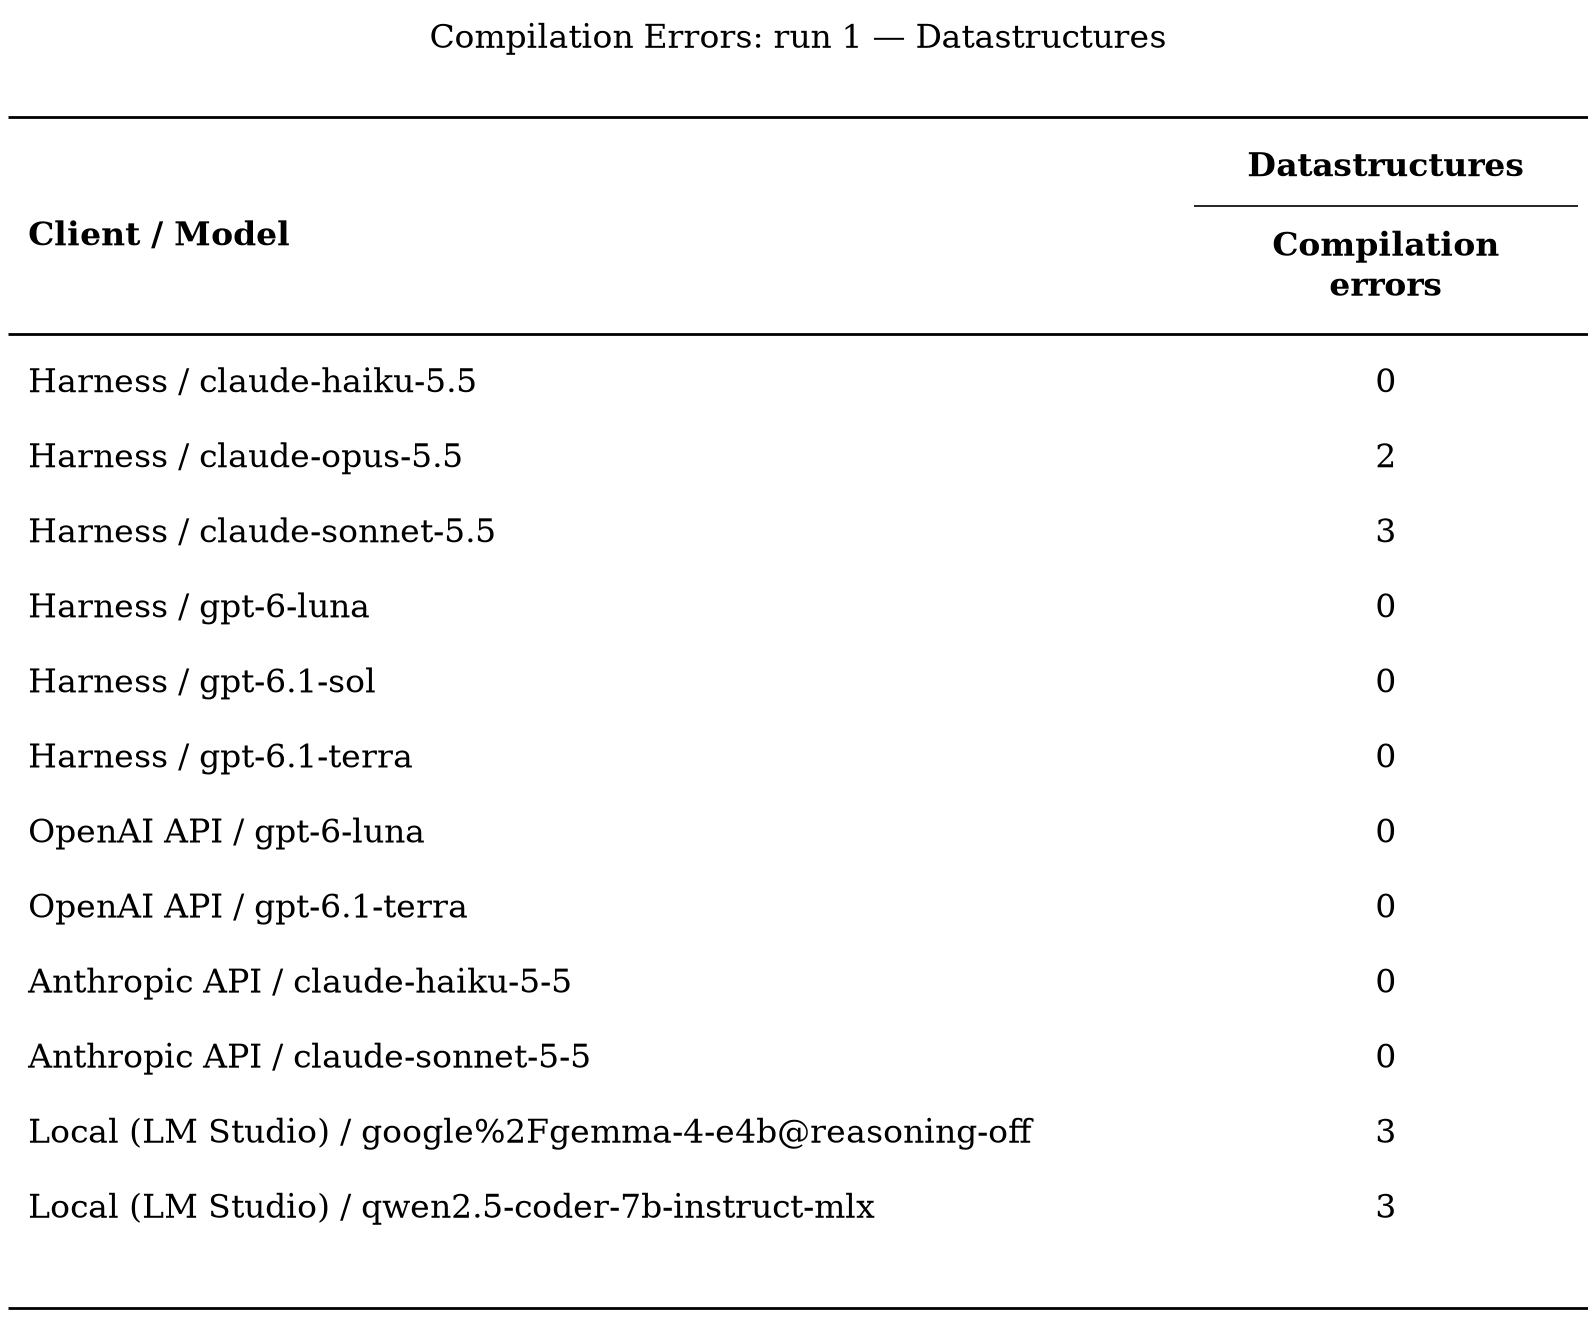 Compilation Errors: run 1 — Datastructures
Datastructures
Client / Model
Compilation
errors
Harness / claude-haiku-5.5 0
Harness / claude-opus-5.5 2
Harness / claude-sonnet-5.5 3
Harness / gpt-6-luna 0
Harness / gpt-6.1-sol 0
Harness / gpt-6.1-terra 0
OpenAI API / gpt-6-luna 0
OpenAI API / gpt-6.1-terra 0
Anthropic API / claude-haiku-5-5 0
Anthropic API / claude-sonnet-5-5 0
Local (LM Studio) / google%2Fgemma-4-e4b@reasoning-off 3
Local (LM Studio) / qwen2.5-coder-7b-instruct-mlx 3